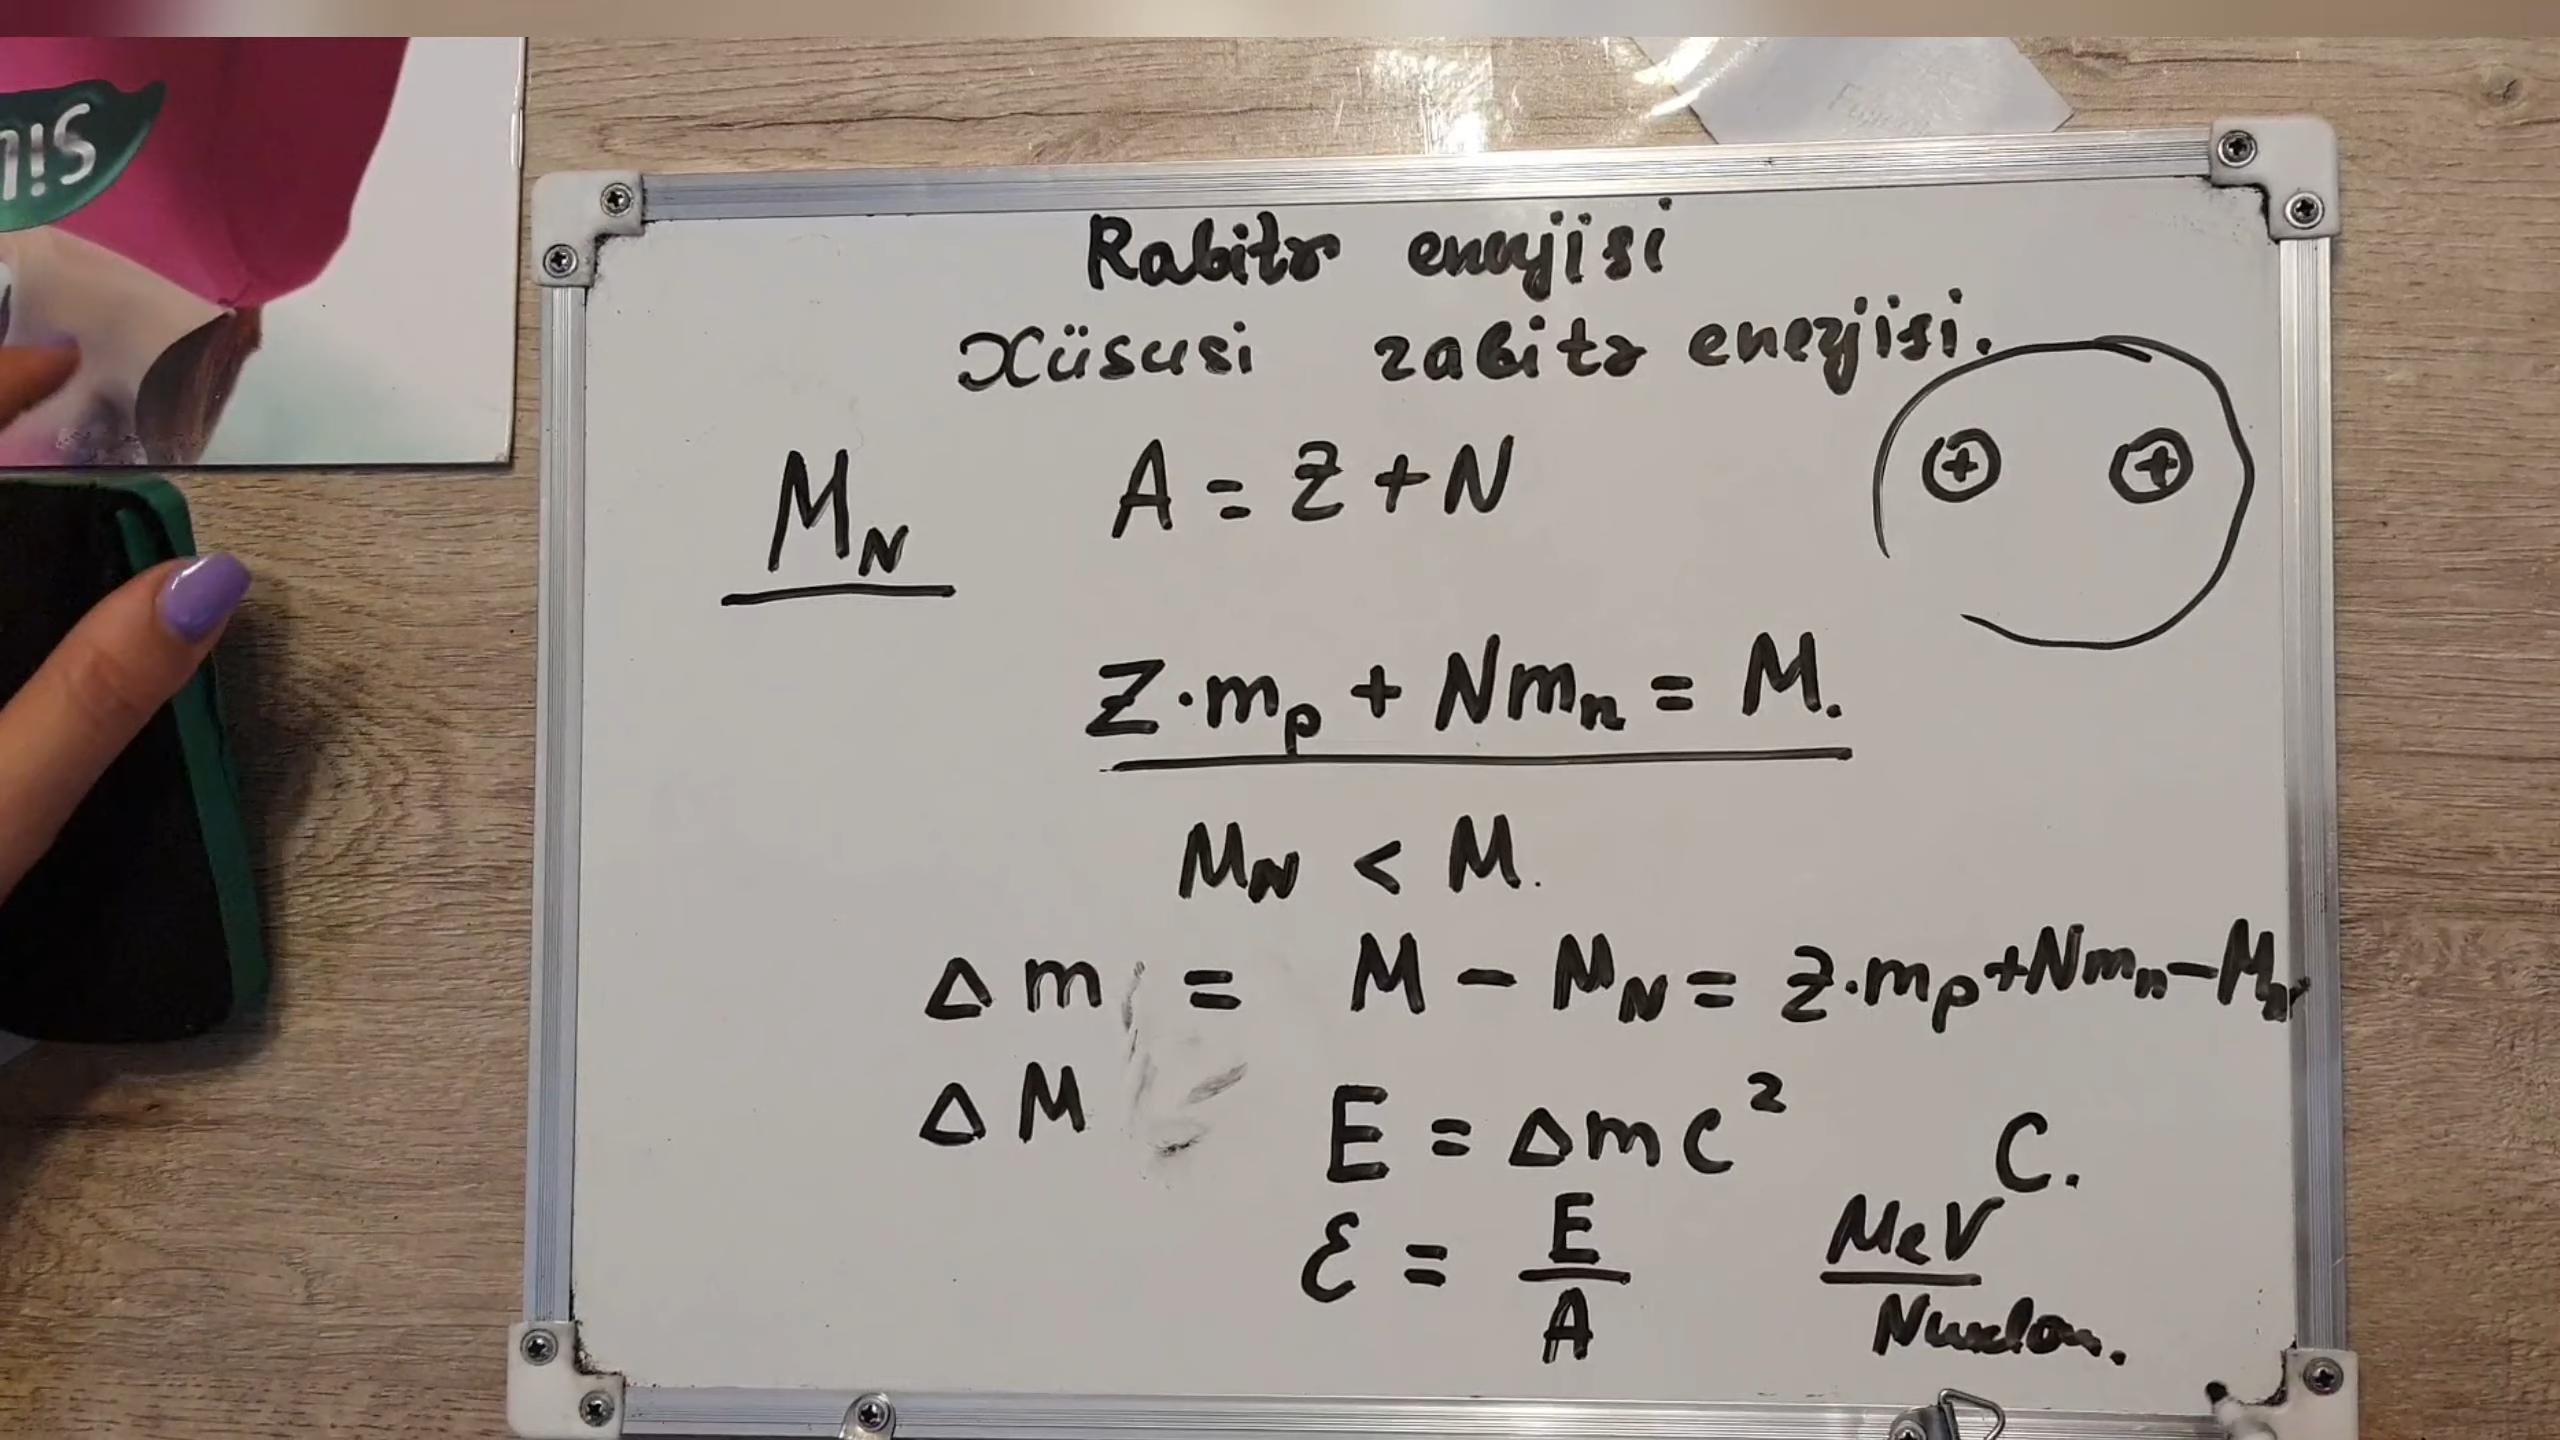 Rabitə enerjisi
Xüsusi rabitə enerjisi.
M_N A = Z + N
+ +
Z·m_p + Nm_n = M.
M_N < M.
Δm = M − M_N = Z·m_p + Nm_n − M_n
ΔM E = Δmc² C.
ε = E/A MeV/Nuklon.